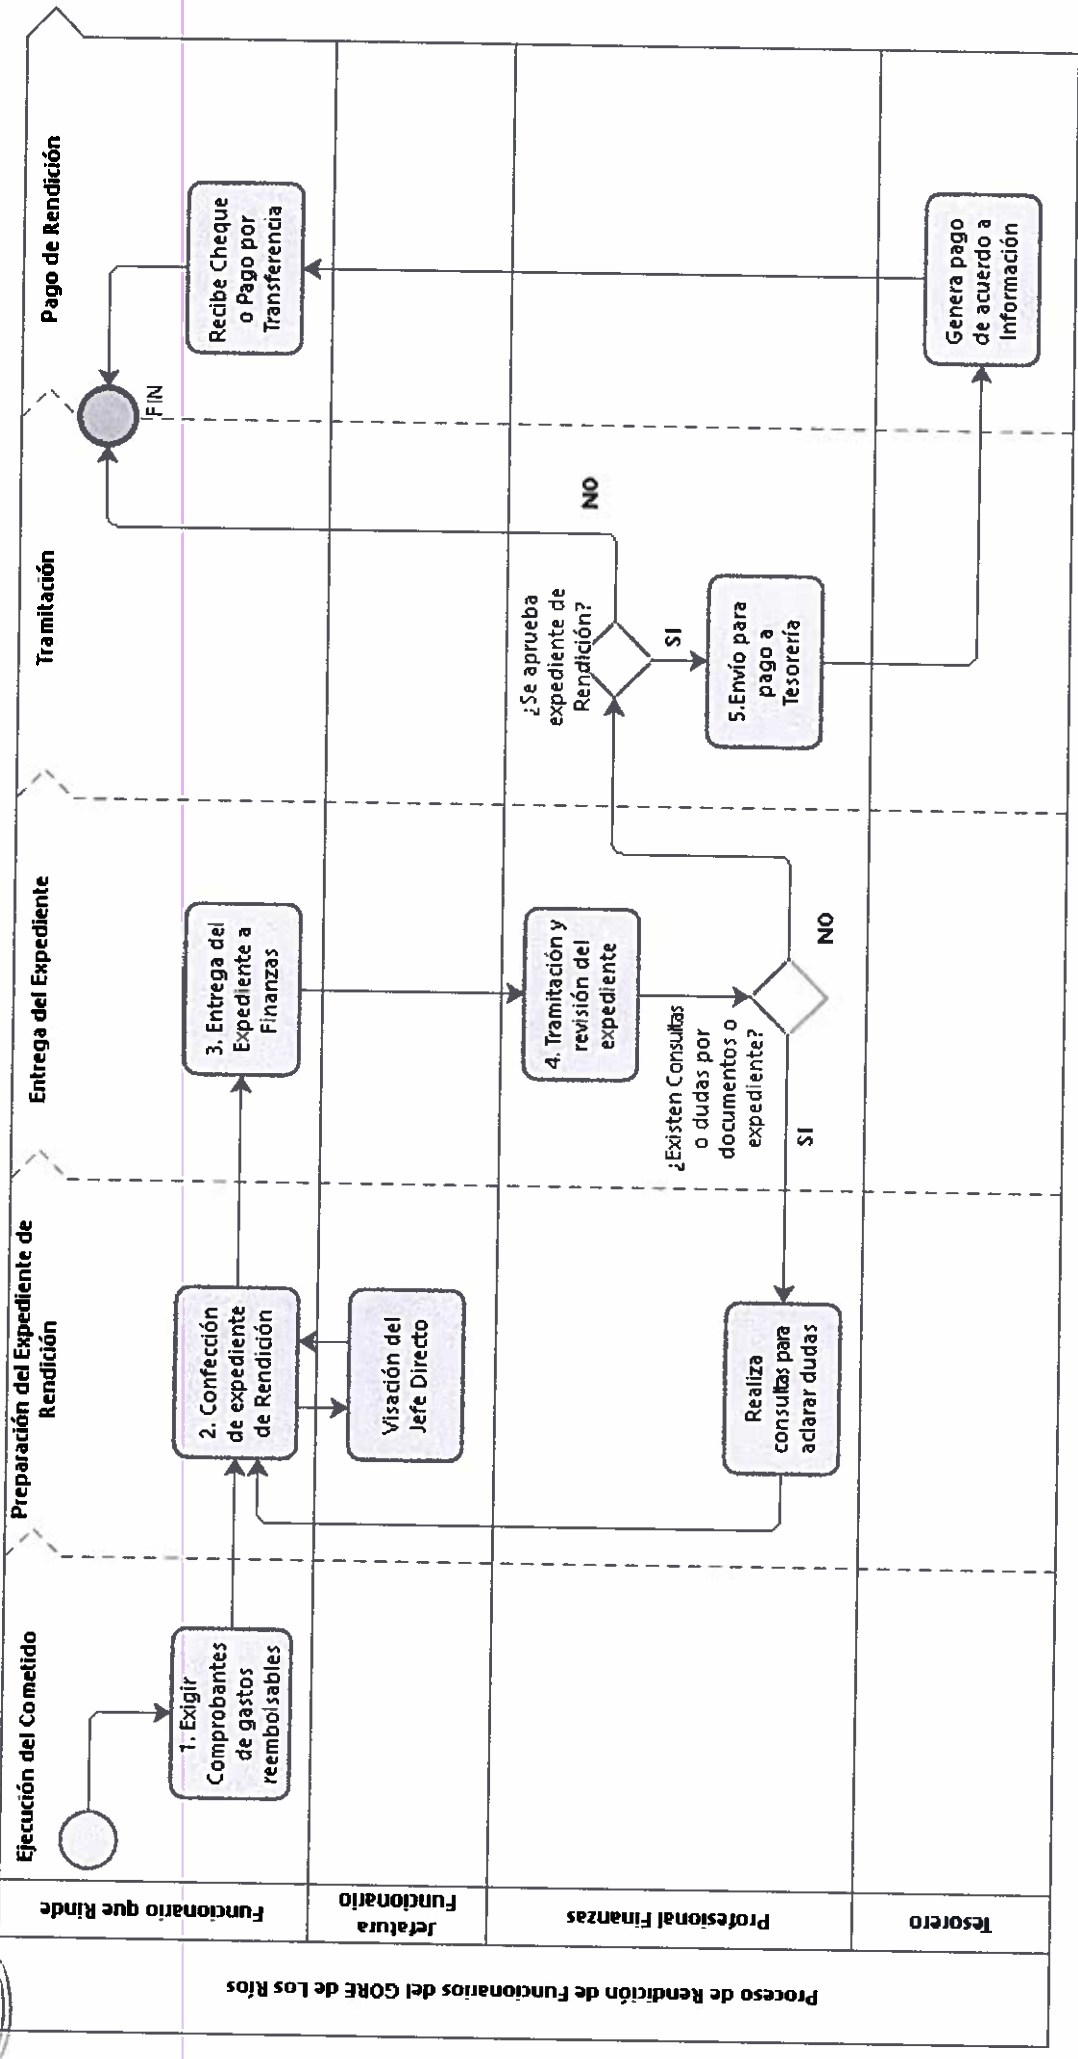 Proceso de Rendición de Funcionarios del GORE de Los Ríos
Funcionario que Rinde
Jefatura
Funcionario
Profesional Finanzas
Tesorero
Ejecución del Cometido
Preparación del Expediente de
Rendición
Entrega del Expediente
Tramitación
Pago de Rendición
1. Exigir
Comprobantes
de gastos
reembolsables
2. Confección
de expediente
de Rendición
Visación del
Jefe Directo
3. Entrega del
Expediente a
Finanzas
4. Tramitación y
revisión del
expediente
¿Existen Consultas
o dudas por
documentos o
expediente?
SI
NO
Realiza
consultas para
aclarar dudas
¿Se aprueba
expediente de
Rendición?
NO
SI
5.Envío para
pago a
Tesorería
Genera pago
de acuerdo a
Información
Recibe Cheque
o Pago por
Transferencia
FIN